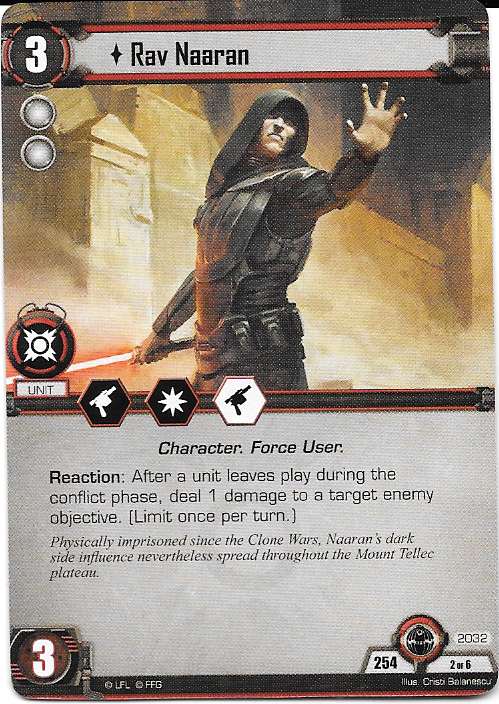 3
Rav Naaran
UNIT
Character. Force User.
Reaction: After a unit leaves play during the
conflict phase, deal 1 damage to a target enemy
objective. (Limit once per turn.)
Physically imprisoned since the Clone Wars, Naaran's dark
side influence nevertheless spread throughout the Mount Tellec
plateau.
3
2032
254
2 of 6
© LFL © FFG
Illus. Cristi Balanescu